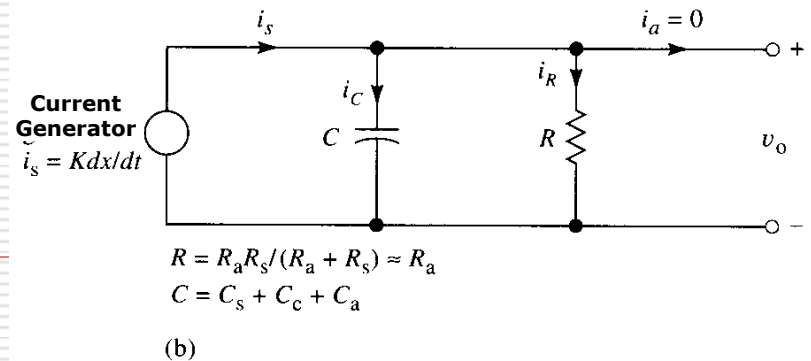 i_s
i_a = 0
+
i_C
i_R
Current
Generator
i_s = Kdx/dt
C
R
v_o
−
R = R_aR_s/(R_a + R_s) ≈ R_a
C = C_s + C_c + C_a
(b)